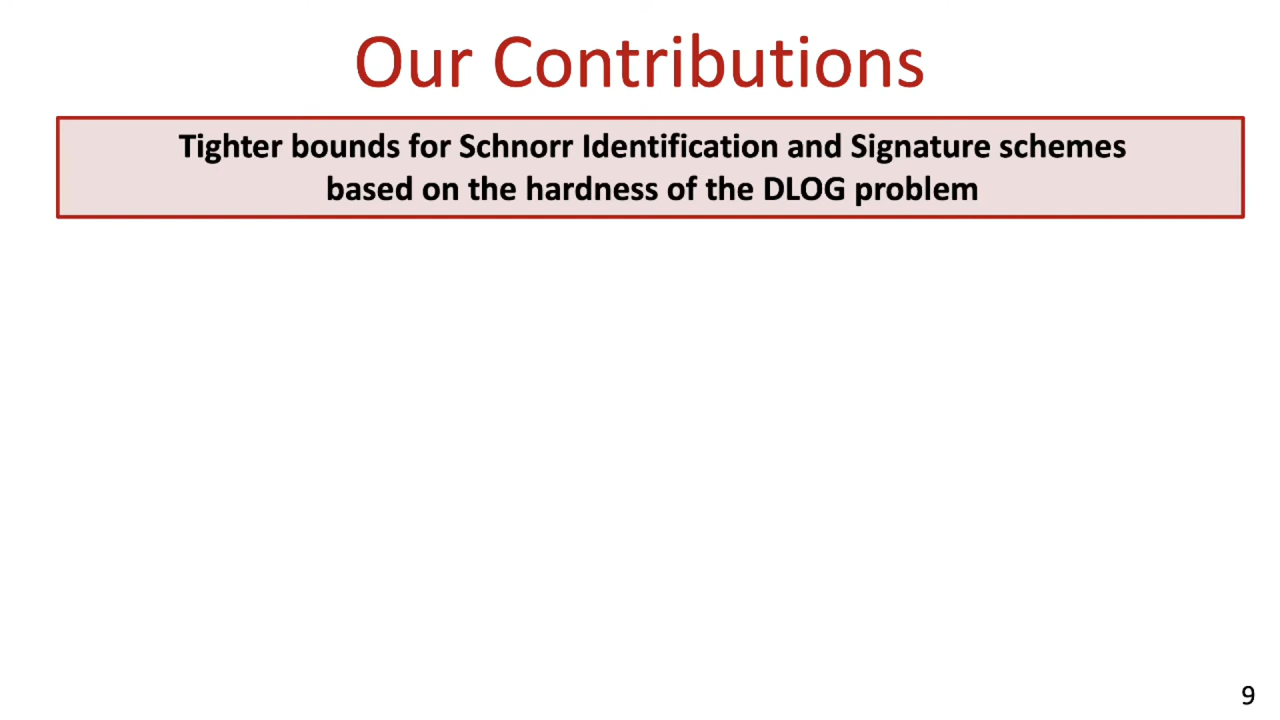 Our Contributions
Tighter bounds for Schnorr Identification and Signature schemes
based on the hardness of the DLOG problem
9